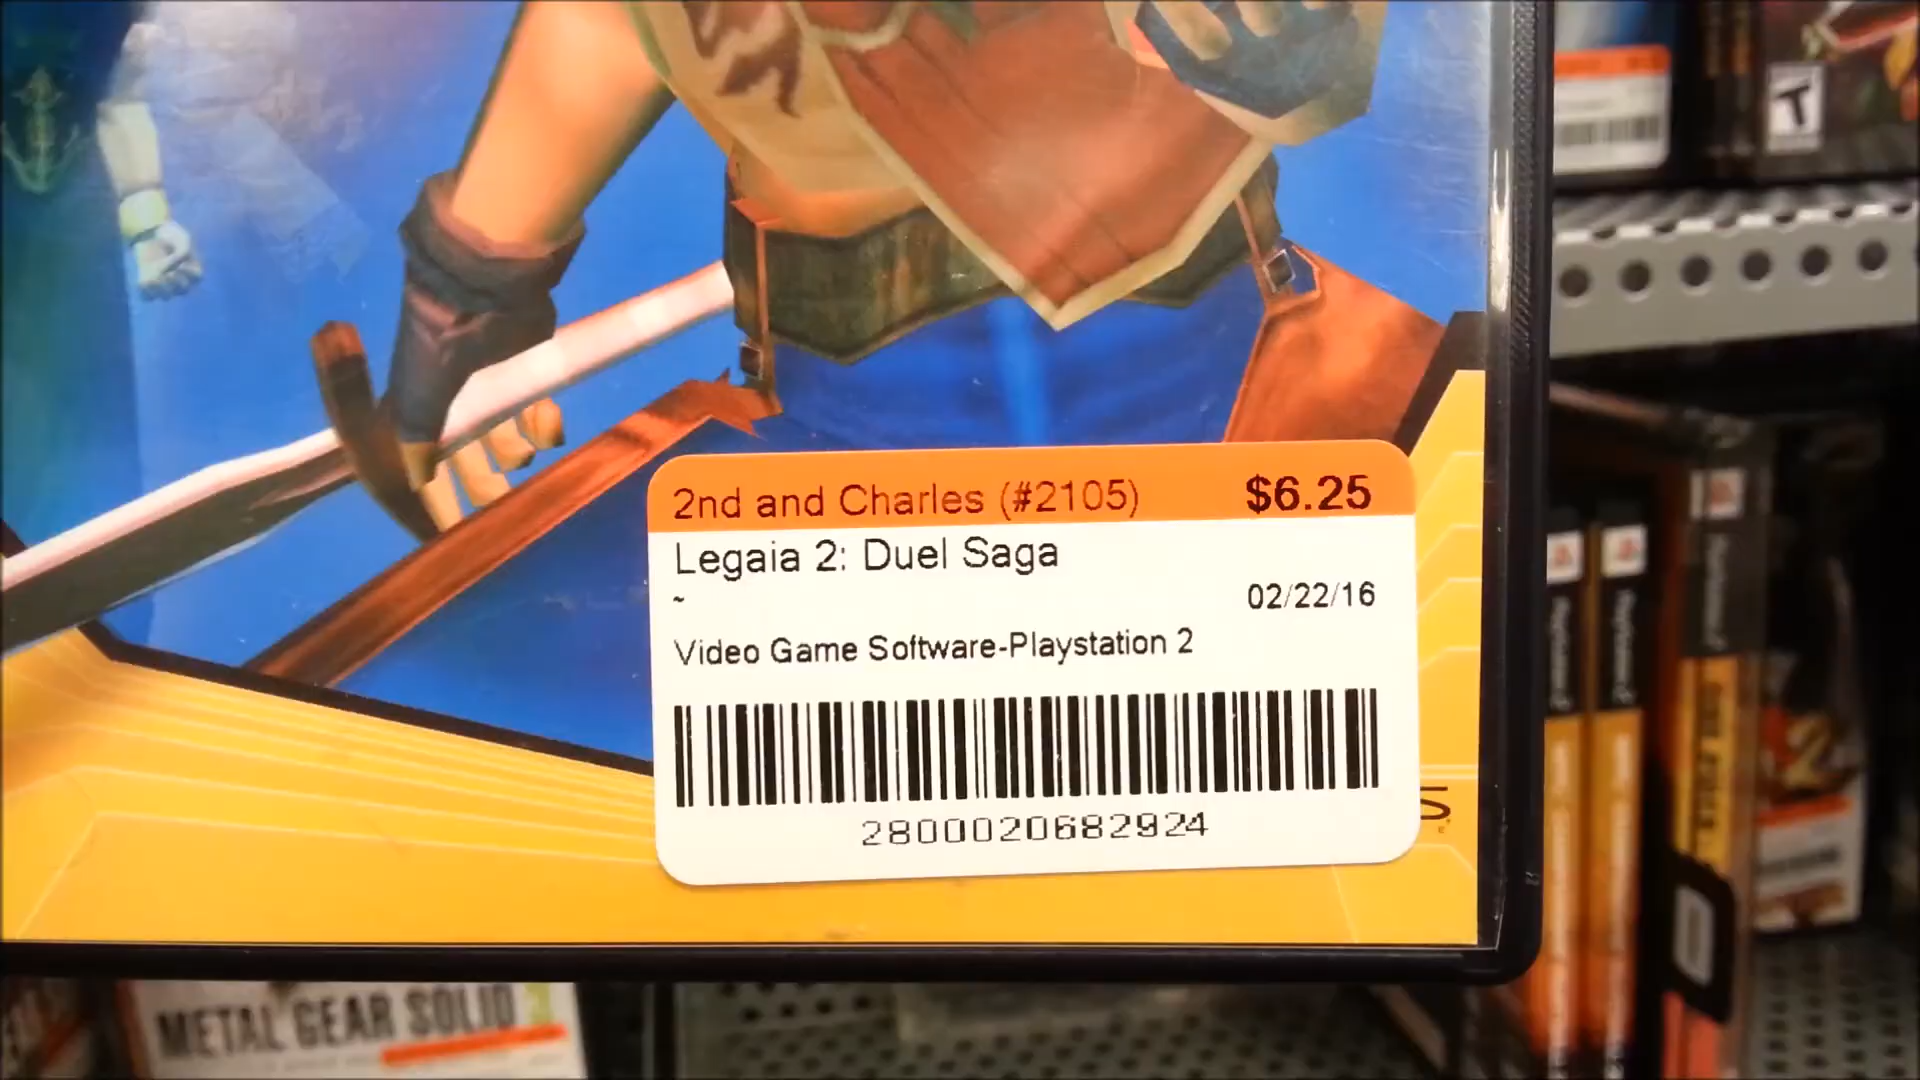 T
2nd and Charles (#2105) $6.25
Legaia 2: Duel Saga
~ 02/22/16
Video Game Software-Playstation 2
2800020682924
METAL GEAR SOLID